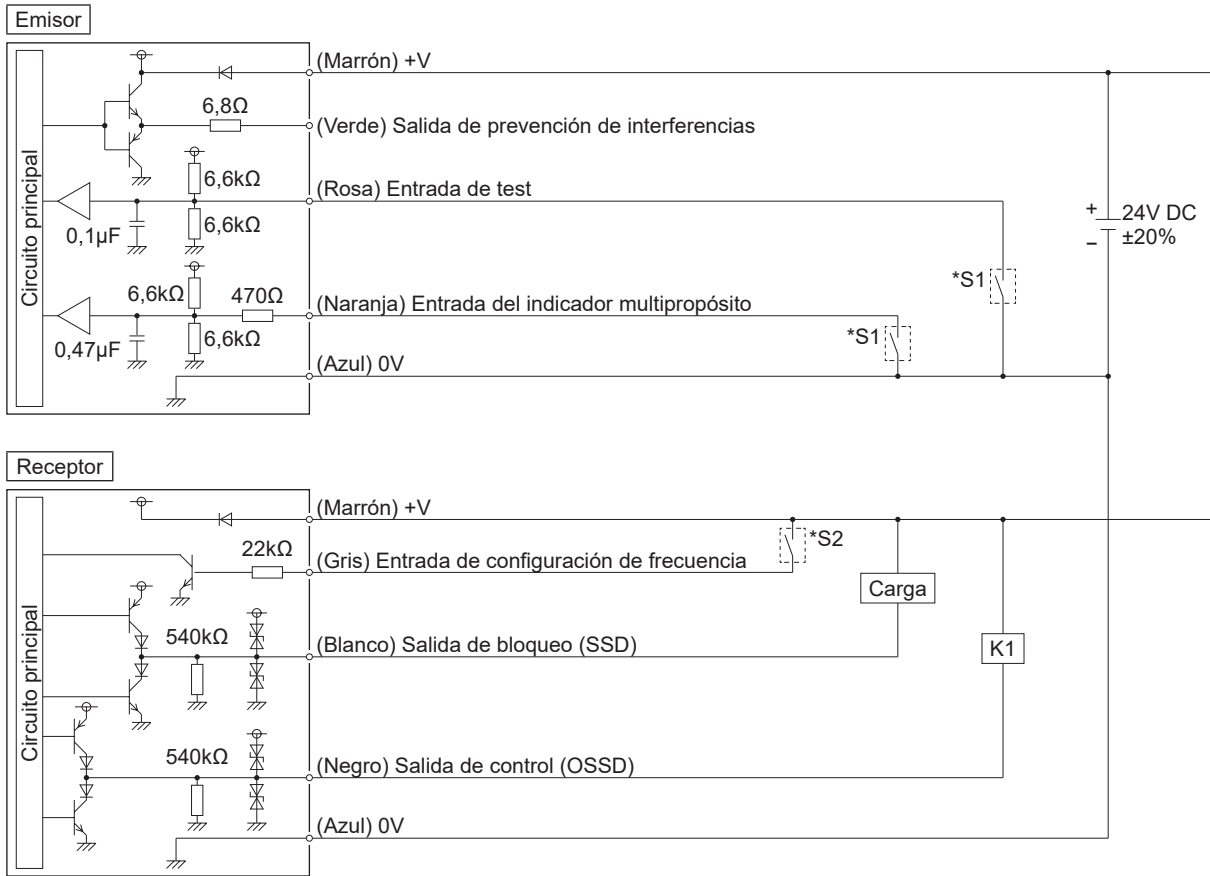 Emisor
Circuito principal
(Marrón) +V
6,8Ω
(Verde) Salida de prevención de interferencias
6,6kΩ
(Rosa) Entrada de test
0,1µF
6,6kΩ
+
24V DC
−
±20%
*S1
6,6kΩ
470Ω
(Naranja) Entrada del indicador multipropósito
0,47µF
6,6kΩ
*S1
(Azul) 0V
Receptor
Circuito principal
(Marrón) +V
*S2
22kΩ
(Gris) Entrada de configuración de frecuencia
Carga
540kΩ
(Blanco) Salida de bloqueo (SSD)
K1
540kΩ
(Negro) Salida de control (OSSD)
(Azul) 0V